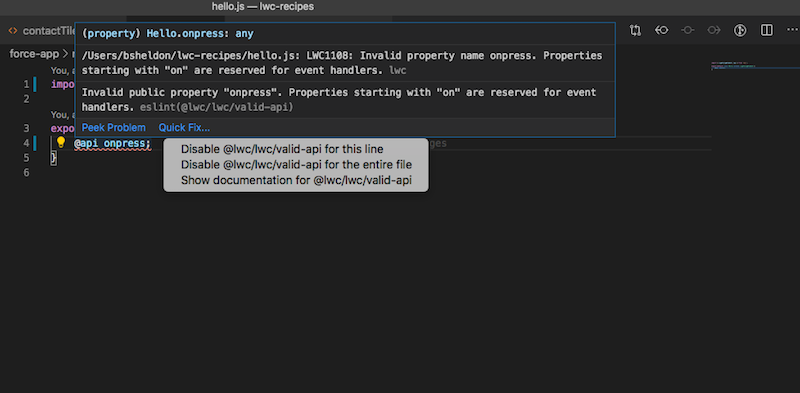 hello.js — lwc-recipes
<> contactTile
(property) Hello.onpress: any
force-app ›
/Users/bsheldon/lwc-recipes/hello.js: LWC1108: Invalid property name onpress. Properties
starting with "on" are reserved for event handlers. lwc
You, a
1 impo
Invalid public property "onpress". Properties starting with "on" are reserved for event
handlers. eslint(@lwc/lwc/valid-api)
2
You, a
3 expo
Peek Problem Quick Fix...
4 @api onpress;
Disable @lwc/lwc/valid-api for this line
Disable @lwc/lwc/valid-api for the entire file
Show documentation for @lwc/lwc/valid-api
5 }
6